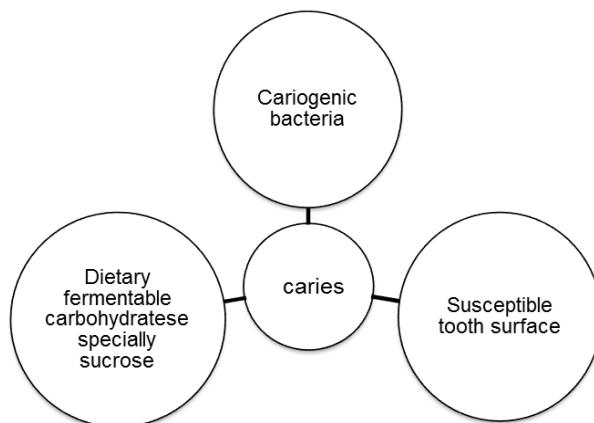 Cariogenic
bacteria
Dietary
fermentable
carbohydratese
specially
sucrose
caries
Susceptible
tooth surface